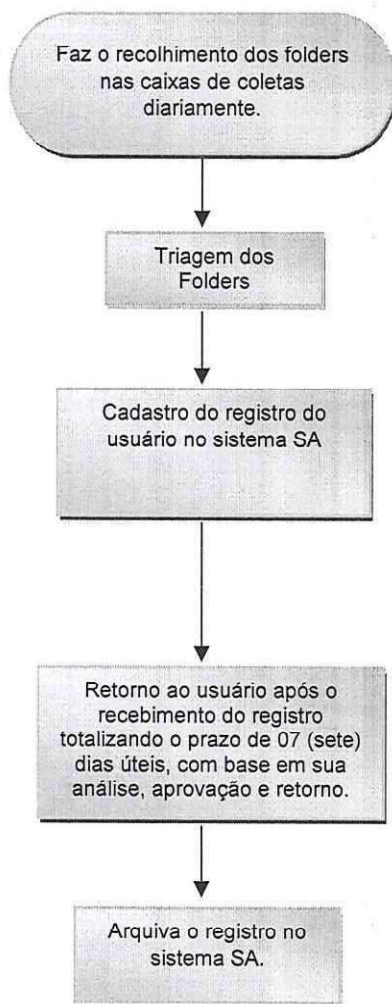 Faz o recolhimento dos folders
nas caixas de coletas
diariamente.
Triagem dos
Folders
Cadastro do registro do
usuário no sistema SA
Retorno ao usuário após o
recebimento do registro
totalizando o prazo de 07 (sete)
dias úteis, com base em sua
análise, aprovação e retorno.
Arquiva o registro no
sistema SA.